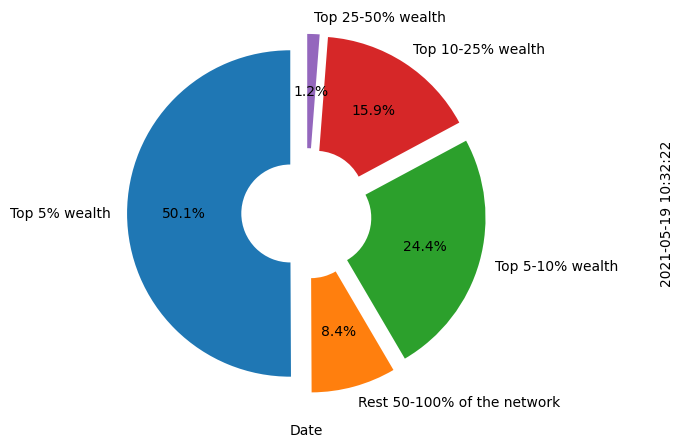 Top 25-50% wealth
Top 10-25% wealth
1.2%
15.9%
Top 5% wealth
50.1%
24.4%
Top 5-10% wealth
8.4%
Rest 50-100% of the network
Date
2021-05-19 10:32:22